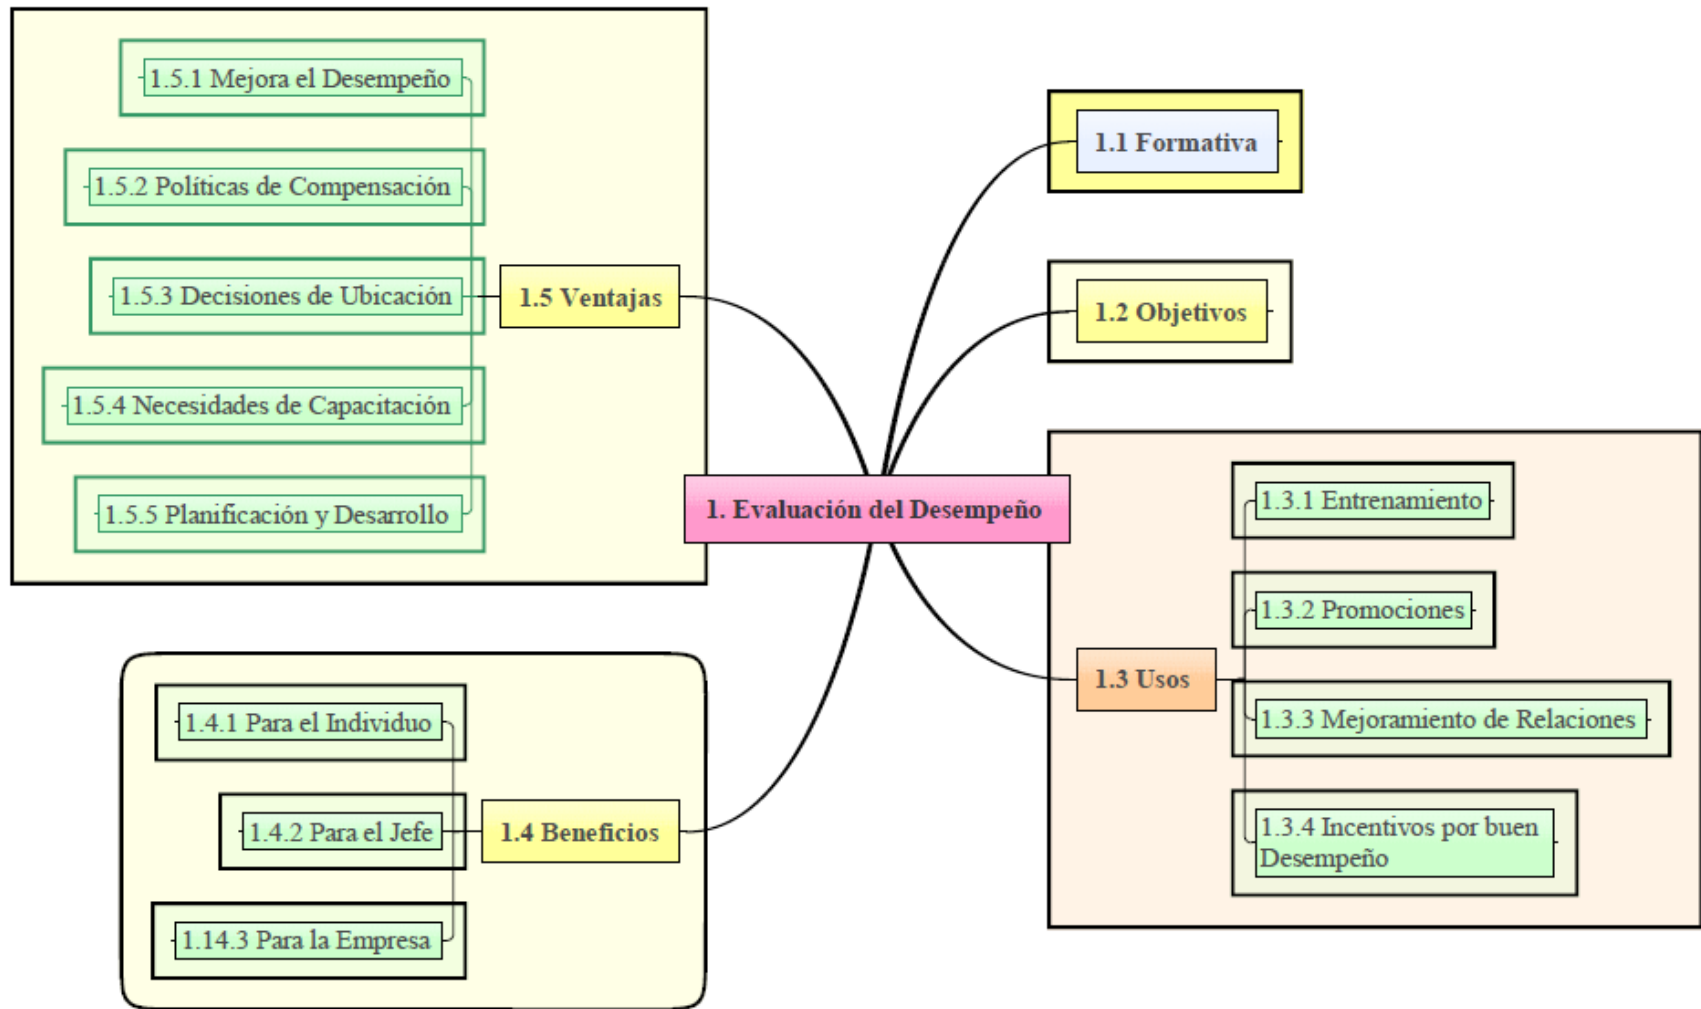 1. Evaluación del Desempeño
1.1 Formativa
1.2 Objetivos
1.3 Usos
1.3.1 Entrenamiento
1.3.2 Promociones
1.3.3 Mejoramiento de Relaciones
1.3.4 Incentivos por buen
Desempeño
1.4 Beneficios
1.4.1 Para el Individuo
1.4.2 Para el Jefe
1.14.3 Para la Empresa
1.5 Ventajas
1.5.1 Mejora el Desempeño
1.5.2 Políticas de Compensación
1.5.3 Decisiones de Ubicación
1.5.4 Necesidades de Capacitación
1.5.5 Planificación y Desarrollo